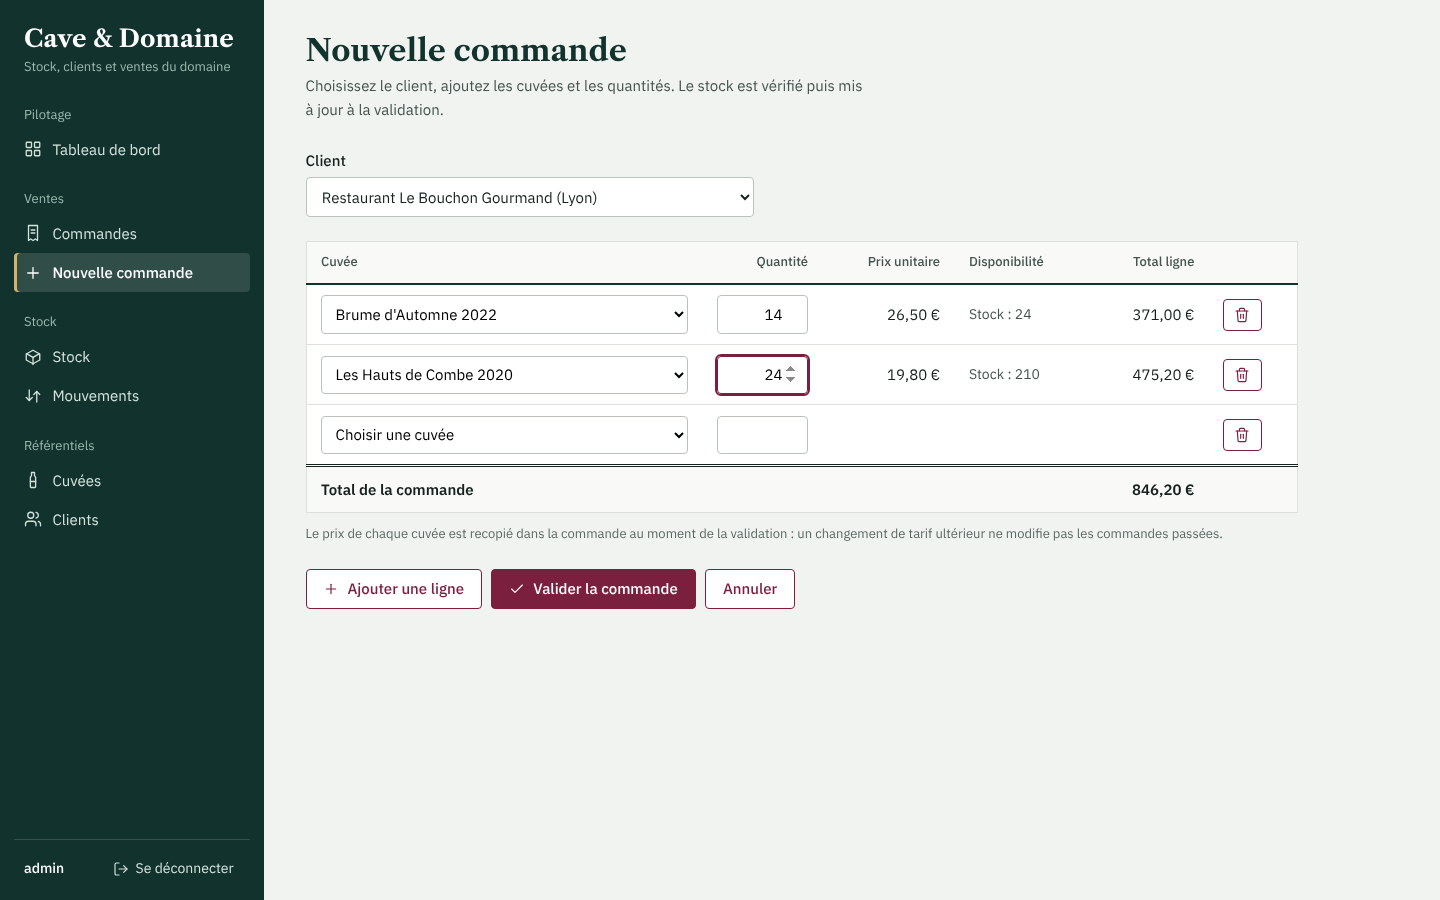 Cave & Domaine
Stock, clients et ventes du domaine
Pilotage
Tableau de bord
Ventes
Commandes
Nouvelle commande
Stock
Stock
Mouvements
Référentiels
Cuvées
Clients
admin
Se déconnecter
Nouvelle commande
Choisissez le client, ajoutez les cuvées et les quantités. Le stock est vérifié puis mis
à jour à la validation.
Client
Restaurant Le Bouchon Gourmand (Lyon)
Cuvée Quantité Prix unitaire Disponibilité Total ligne
Brume d'Automne 2022 14 26,50 € Stock : 24 371,00 €
Les Hauts de Combe 2020 24 19,80 € Stock : 210 475,20 €
Choisir une cuvée
Total de la commande 846,20 €
Le prix de chaque cuvée est recopié dans la commande au moment de la validation : un changement de tarif ultérieur ne modifie pas les commandes passées.
Ajouter une ligne Valider la commande Annuler